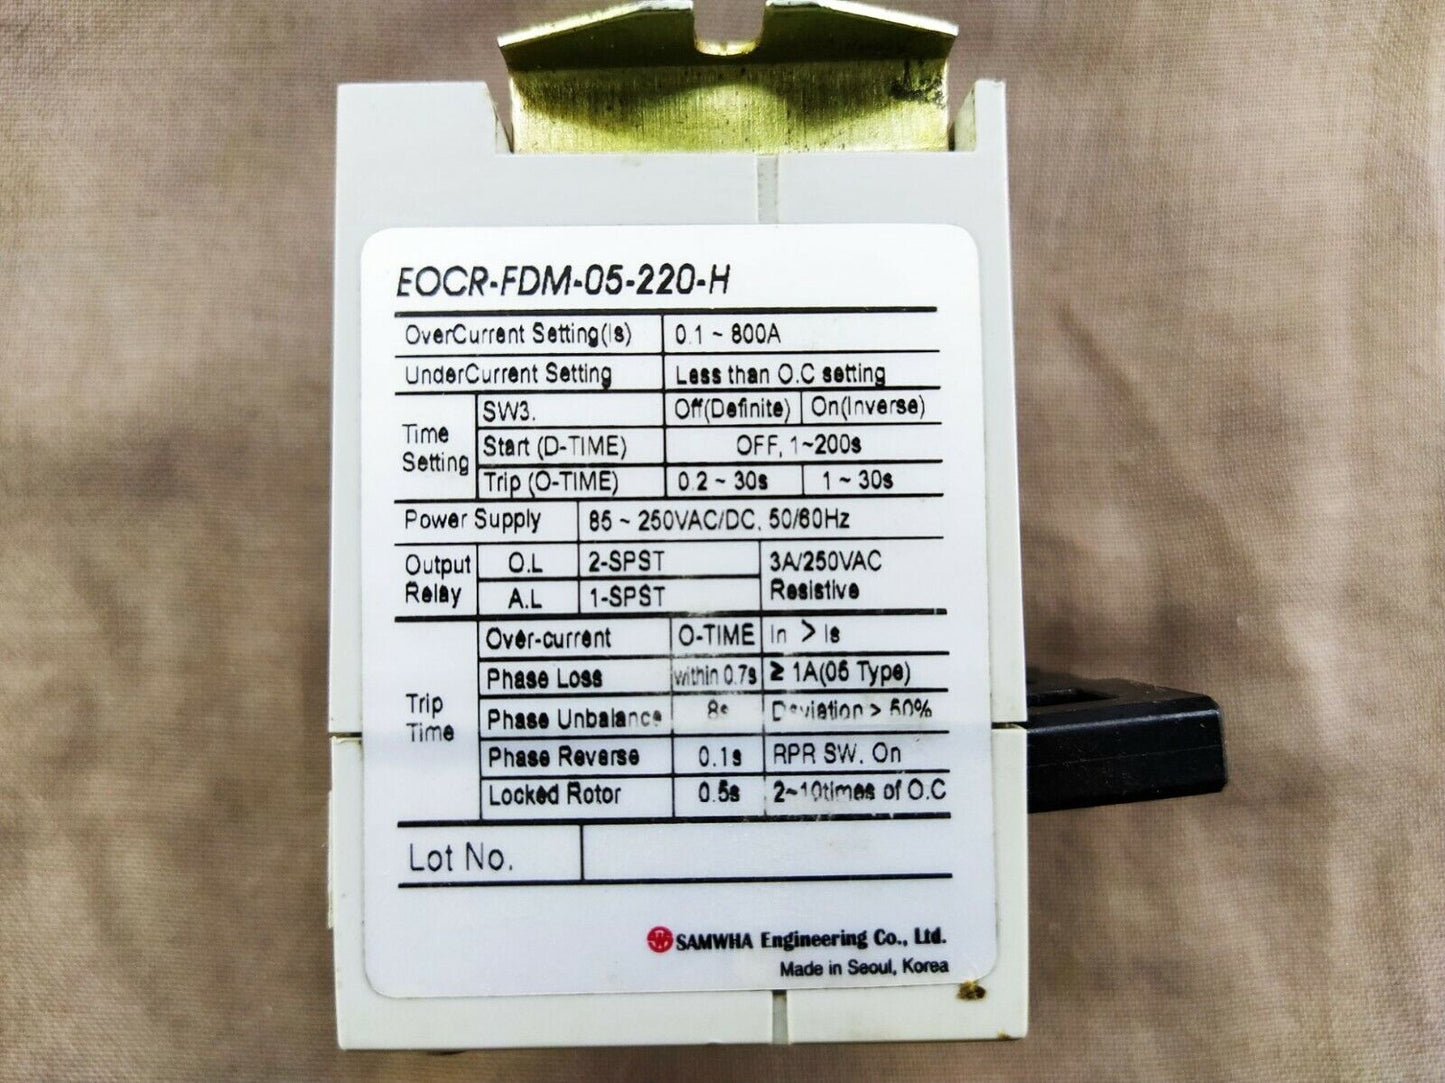 EOCR-FDM-05-220-H
OverCurrent Setting(Is) 0.1 ~ 800A
UnderCurrent Setting Less than O.C setting
Time Setting SW3. Off(Definite) On(Inverse)
Start (D-TIME) OFF, 1~200s
Trip (O-TIME) 0.2 ~ 30s 1 ~ 30s
Power Supply 85 ~ 250VAC/DC, 50/60Hz
Output Relay O.L 2-SPST 3A/250VAC Resistive
A.L 1-SPST
Trip Time Over-current O-TIME In > Is
Phase Loss within 0.7s ≥ 1A(05 Type)
Phase Unbalance 8s Deviation > 50%
Phase Reverse 0.1s RPR SW. On
Locked Rotor 0.5s 2~10times of O.C
Lot No.
SAMWHA Engineering Co., Ltd.
Made in Seoul, Korea